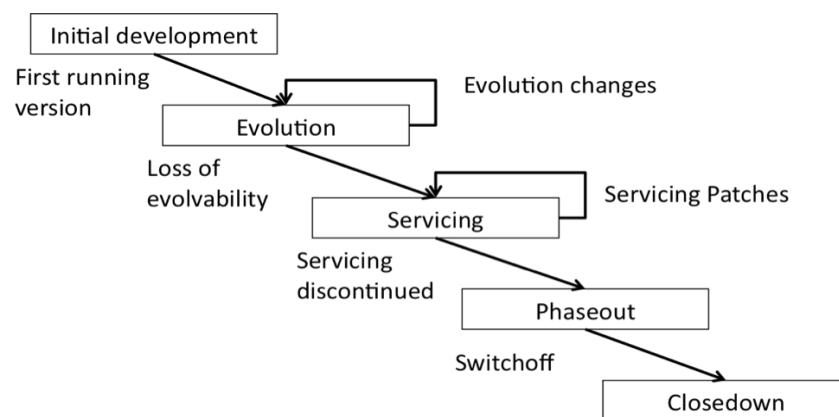 Initial development
First running
version
Evolution changes
Evolution
Loss of
evolvability
Servicing Patches
Servicing
Servicing
discontinued
Phaseout
Switchoff
Closedown